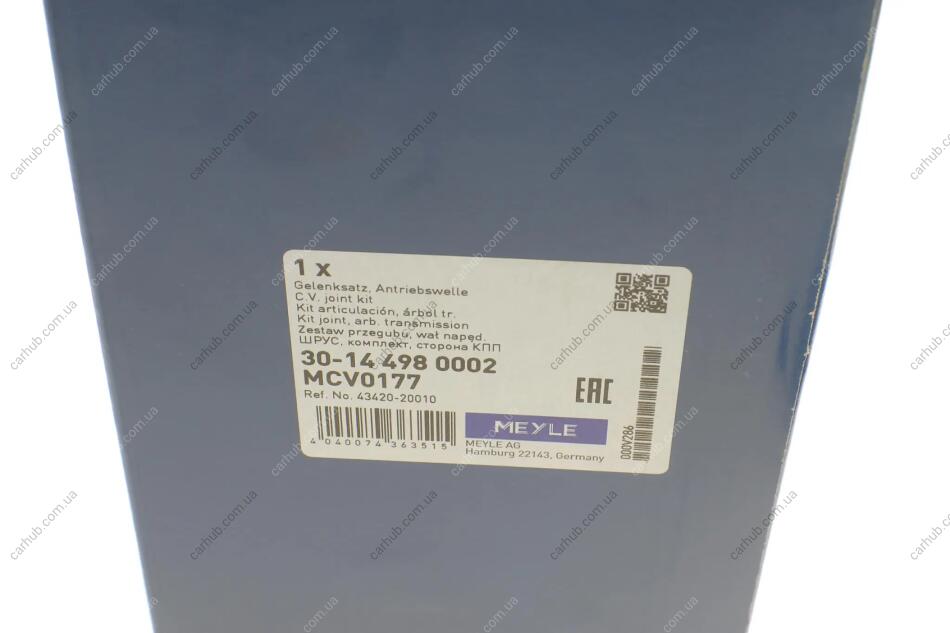 1 x
Gelenksatz, Antriebswelle
C.V. joint kit
Kit articulación, árbol tr.
Kit joint, arb. transmission
Zestaw przegubu, wał napęd.
ШРУС, комплект, сторона КПП
30-14 498 0002
MCV0177
Ref. No. 43420-20010
EAC
MEYLE
4 040074 363515
MEYLE AG
Hamburg 22143, Germany
000V286
carhub.com.ua